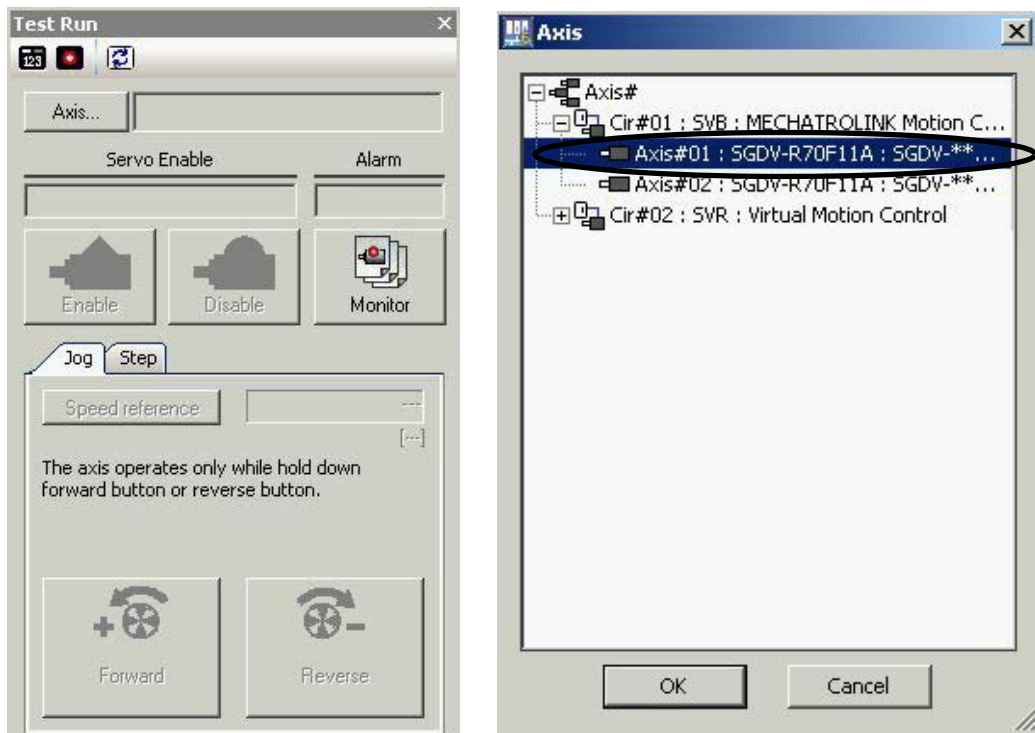 Test Run
123
Axis...
Servo Enable
Alarm
Enable
Disable
Monitor
Jog
Step
Speed reference
---
[---]
The axis operates only while hold down
forward button or reverse button.
+
-
Forward
Reverse
Axis
Axis#
Cir#01 : SVB : MECHATROLINK Motion C...
Axis#01 : SGDV-R70F11A : SGDV-**...
Axis#02 : SGDV-R70F11A : SGDV-**...
Cir#02 : SVR : Virtual Motion Control
OK
Cancel